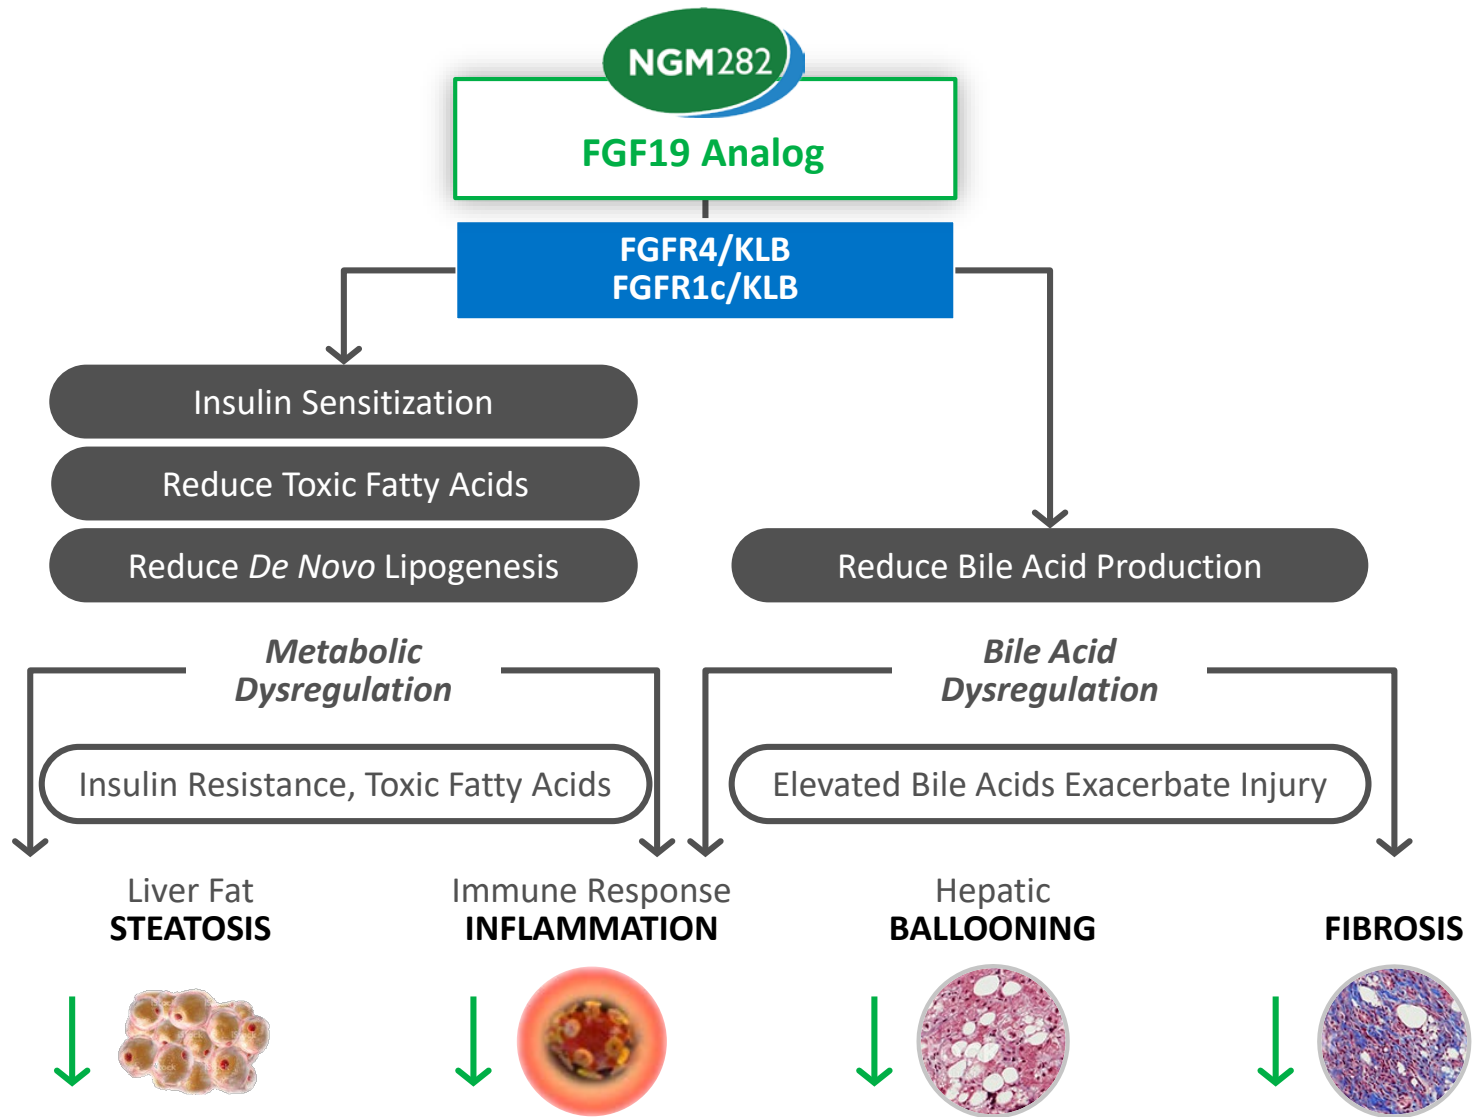 NGM282
FGF19 Analog
FGFR4/KLB
FGFR1c/KLB
Insulin Sensitization
Reduce Toxic Fatty Acids
Reduce De Novo Lipogenesis
Reduce Bile Acid Production
Metabolic
Dysregulation
Bile Acid
Dysregulation
Insulin Resistance, Toxic Fatty Acids
Elevated Bile Acids Exacerbate Injury
Liver Fat
STEATOSIS
Immune Response
INFLAMMATION
Hepatic
BALLOONING
FIBROSIS